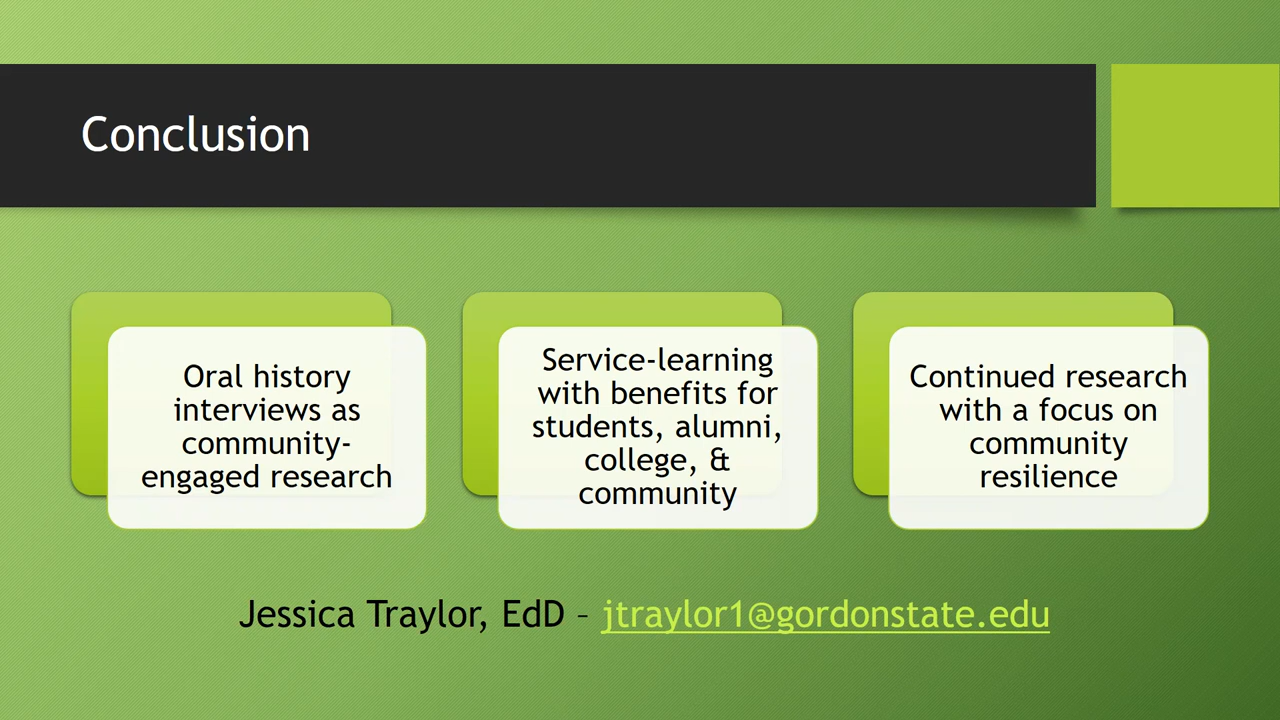 Conclusion
Oral history
interviews as
community-
engaged research
Service-learning
with benefits for
students, alumni,
college, &
community
Continued research
with a focus on
community
resilience
Jessica Traylor, EdD – jtraylor1@gordonstate.edu